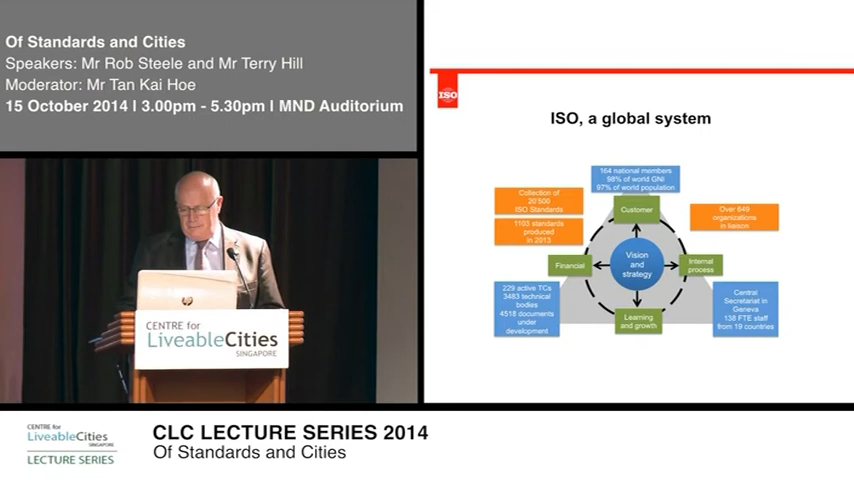 Of Standards and Cities
Speakers: Mr Rob Steele and Mr Terry Hill
Moderator: Mr Tan Kai Hoe
15 October 2014 | 3.00pm - 5.30pm | MND Auditorium
ISO
ISO, a global system
164 national members
98% of world GNI
97% of world population
Collection of
20'500
ISO Standards
1103 standards
produced
in 2013
Over 649
organizations
in liaison
Customer
Financial
Vision
and
strategy
Internal
process
Learning
and growth
229 active TCs
3483 technical
bodies
4518 documents
under
development
Central
Secretariat in
Geneva
138 FTE staff
from 19 countries
hp
CENTRE for
LiveableCities
SINGAPORE
CENTRE for
LiveableCities
SINGAPORE
LECTURE SERIES
CLC LECTURE SERIES 2014
Of Standards and Cities